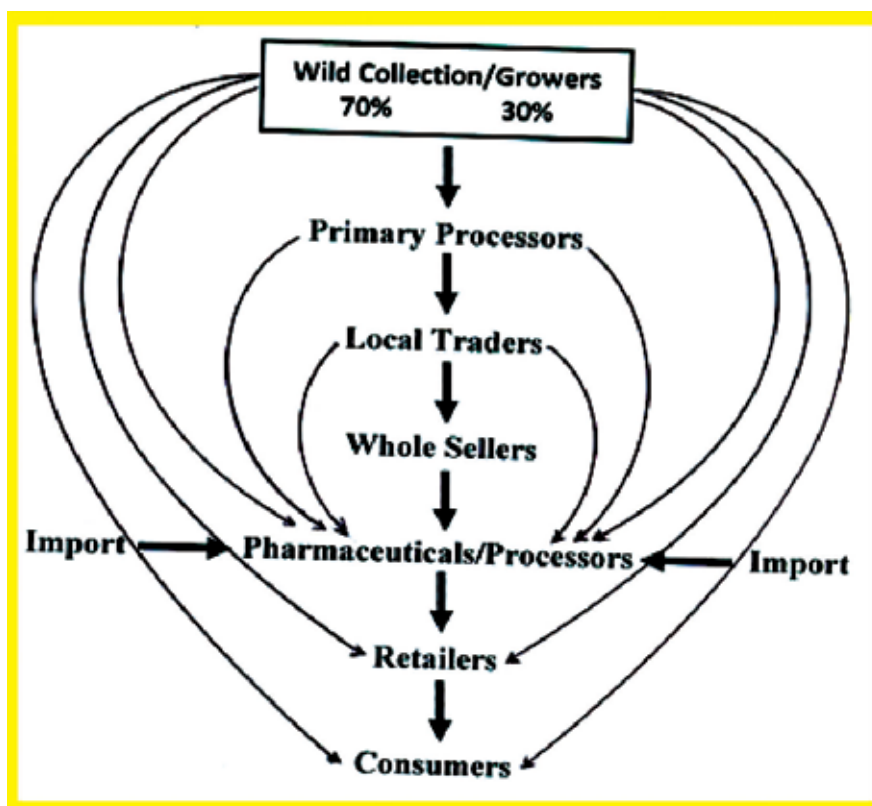 Wild Collection/Growers
70% 30%
Primary Processors
Local Traders
Whole Sellers
Import Pharmaceuticals/Processors Import
Retailers
Consumers